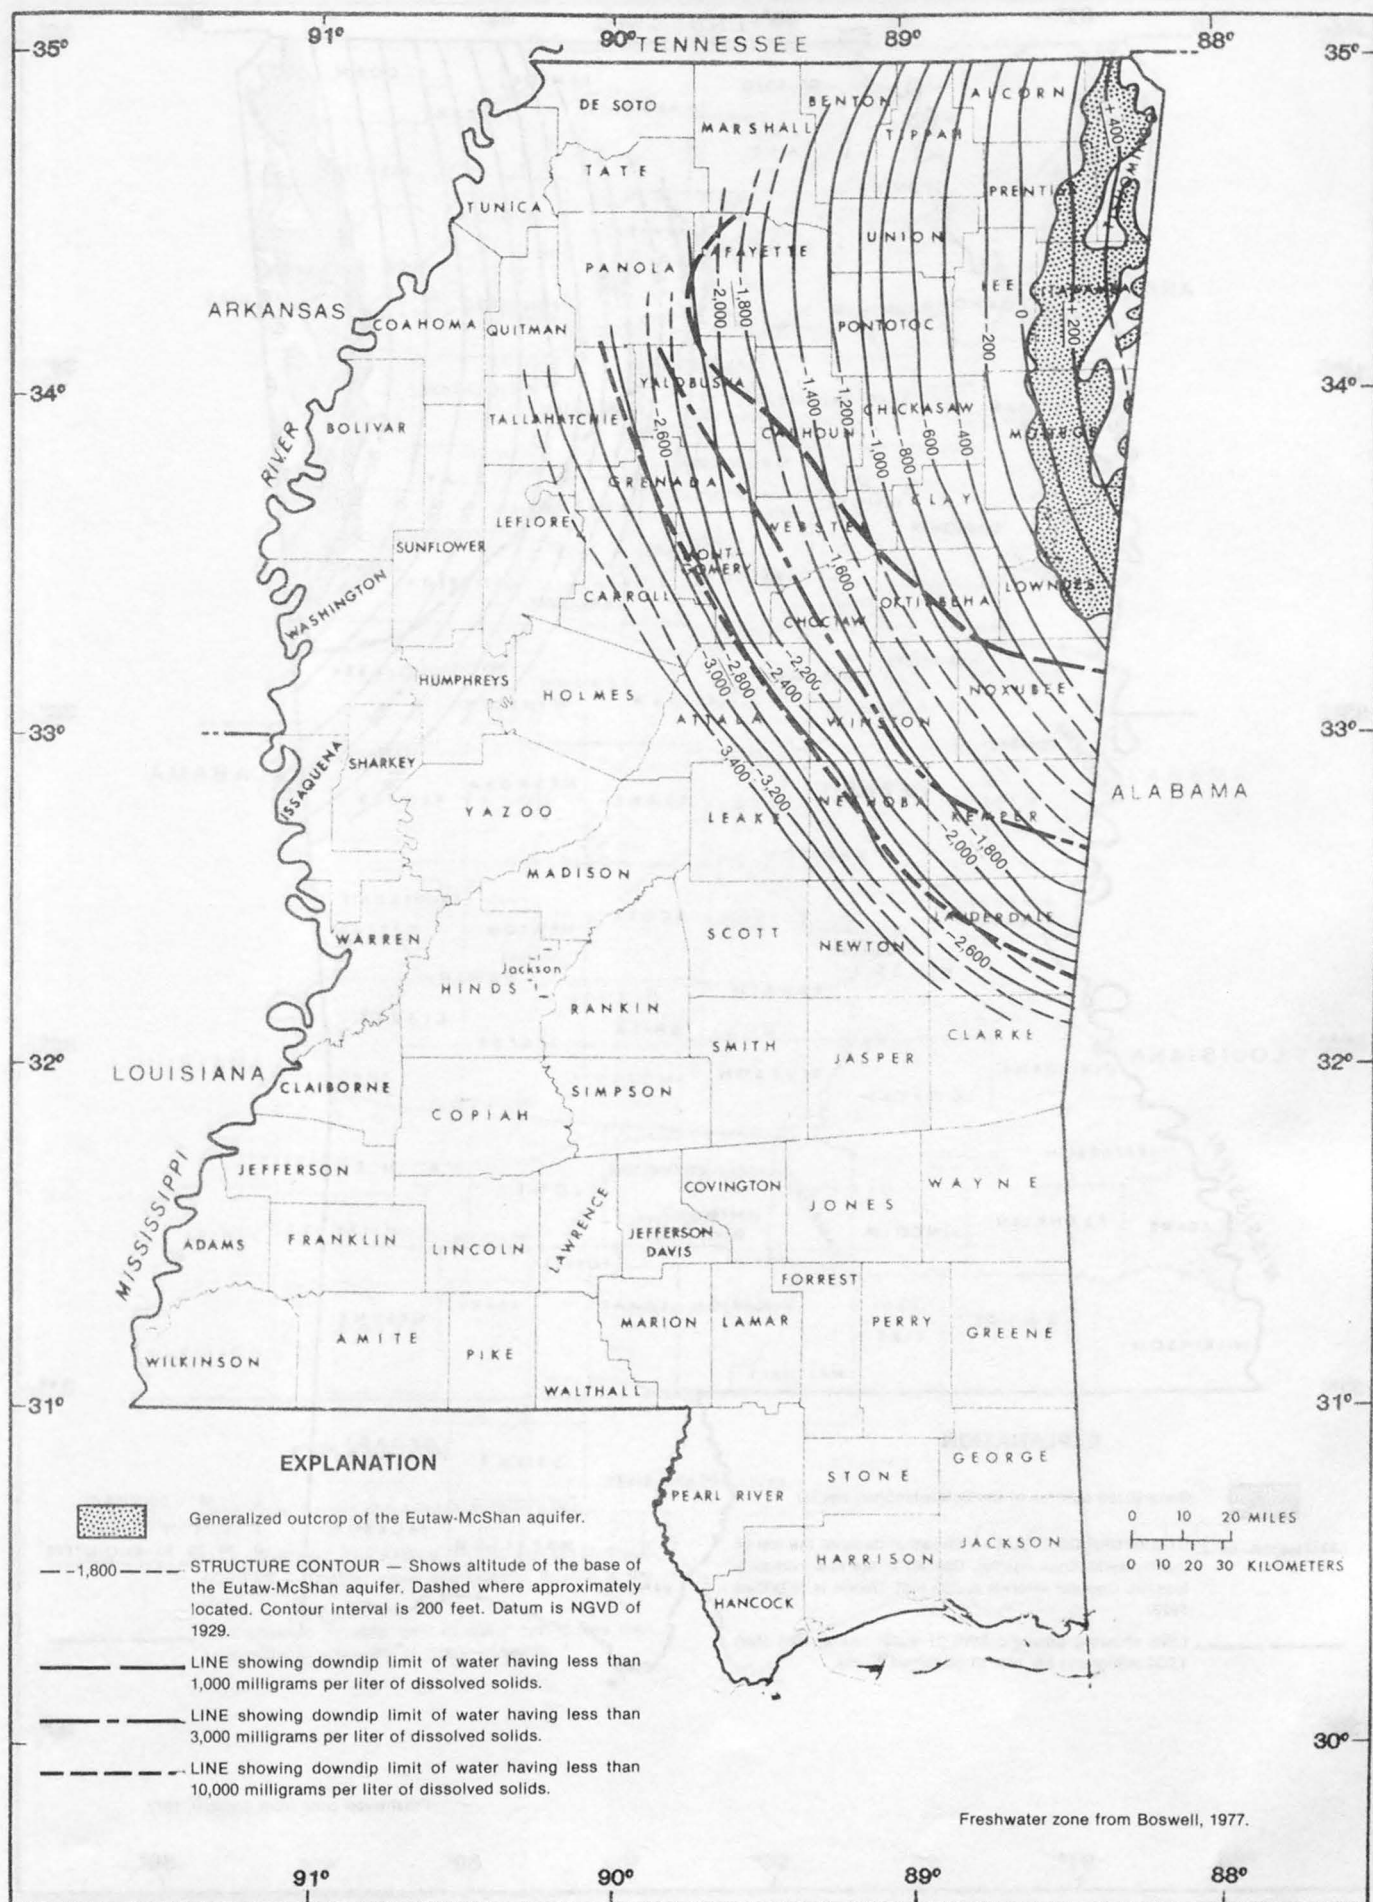 91°
90°
TENNESSEE
89°
88°
35°
35°
DE SOTO
MARSHALL
BENTON
TIPPAH
ALCORN
+400
TATE
TUNICA
PRENTISS
PANOLA
LAFAYETTE
UNION
LEE
ITAWAMBA
ARKANSAS
COAHOMA
QUITMAN
-2,000
-1,800
PONTOTOC
-200
0
+200
34°
34°
YALOBUSHA
TALLAHATCHIE
-2,600
-1,400
-1,200
CHICKASAW
BOLIVAR
CALHOUN
-1,000
-800
-600
-400
MONROE
RIVER
GRENADA
CLAY
LEFLORE
WEBSTER
SUNFLOWER
MONT-
GOMERY
-1,600
WASHINGTON
CARROLL
CHOCTAW
OKTIBBEHA
LOWNDES
HUMPHREYS
HOLMES
-3,000
-2,800
-2,400
-2,200
NOXUBEE
ATTALA
WINSTON
33°
33°
SHARKEY
ISSAQUENA
-3,400
-3,200
ALABAMA
YAZOO
LEAKE
NESHOBA
KEMPER
-2,000
-1,800
MADISON
WARREN
SCOTT
NEWTON
LAUDERDALE
-2,600
Jackson
HINDS
RANKIN
SMITH
JASPER
CLARKE
32°
32°
LOUISIANA
CLAIBORNE
COPIAH
SIMPSON
JEFFERSON
COVINGTON
JONES
WAYNE
MISSISSIPPI
ADAMS
FRANKLIN
LINCOLN
LAWRENCE
JEFFERSON
DAVIS
FORREST
WILKINSON
AMITE
PIKE
MARION
LAMAR
PERRY
GREENE
WALTHALL
31°
31°
EXPLANATION
PEARL RIVER
STONE
GEORGE
Generalized outcrop of the Eutaw-McShan aquifer.
0 10 20 MILES
0 10 20 30 KILOMETERS
HARRISON
JACKSON
HANCOCK
-1,800
STRUCTURE CONTOUR — Shows altitude of the base of
the Eutaw-McShan aquifer. Dashed where approximately
located. Contour interval is 200 feet. Datum is NGVD of
1929.
LINE showing downdip limit of water having less than
1,000 milligrams per liter of dissolved solids.
LINE showing downdip limit of water having less than
3,000 milligrams per liter of dissolved solids.
30°
LINE showing downdip limit of water having less than
10,000 milligrams per liter of dissolved solids.
Freshwater zone from Boswell, 1977.
91°
90°
89°
88°